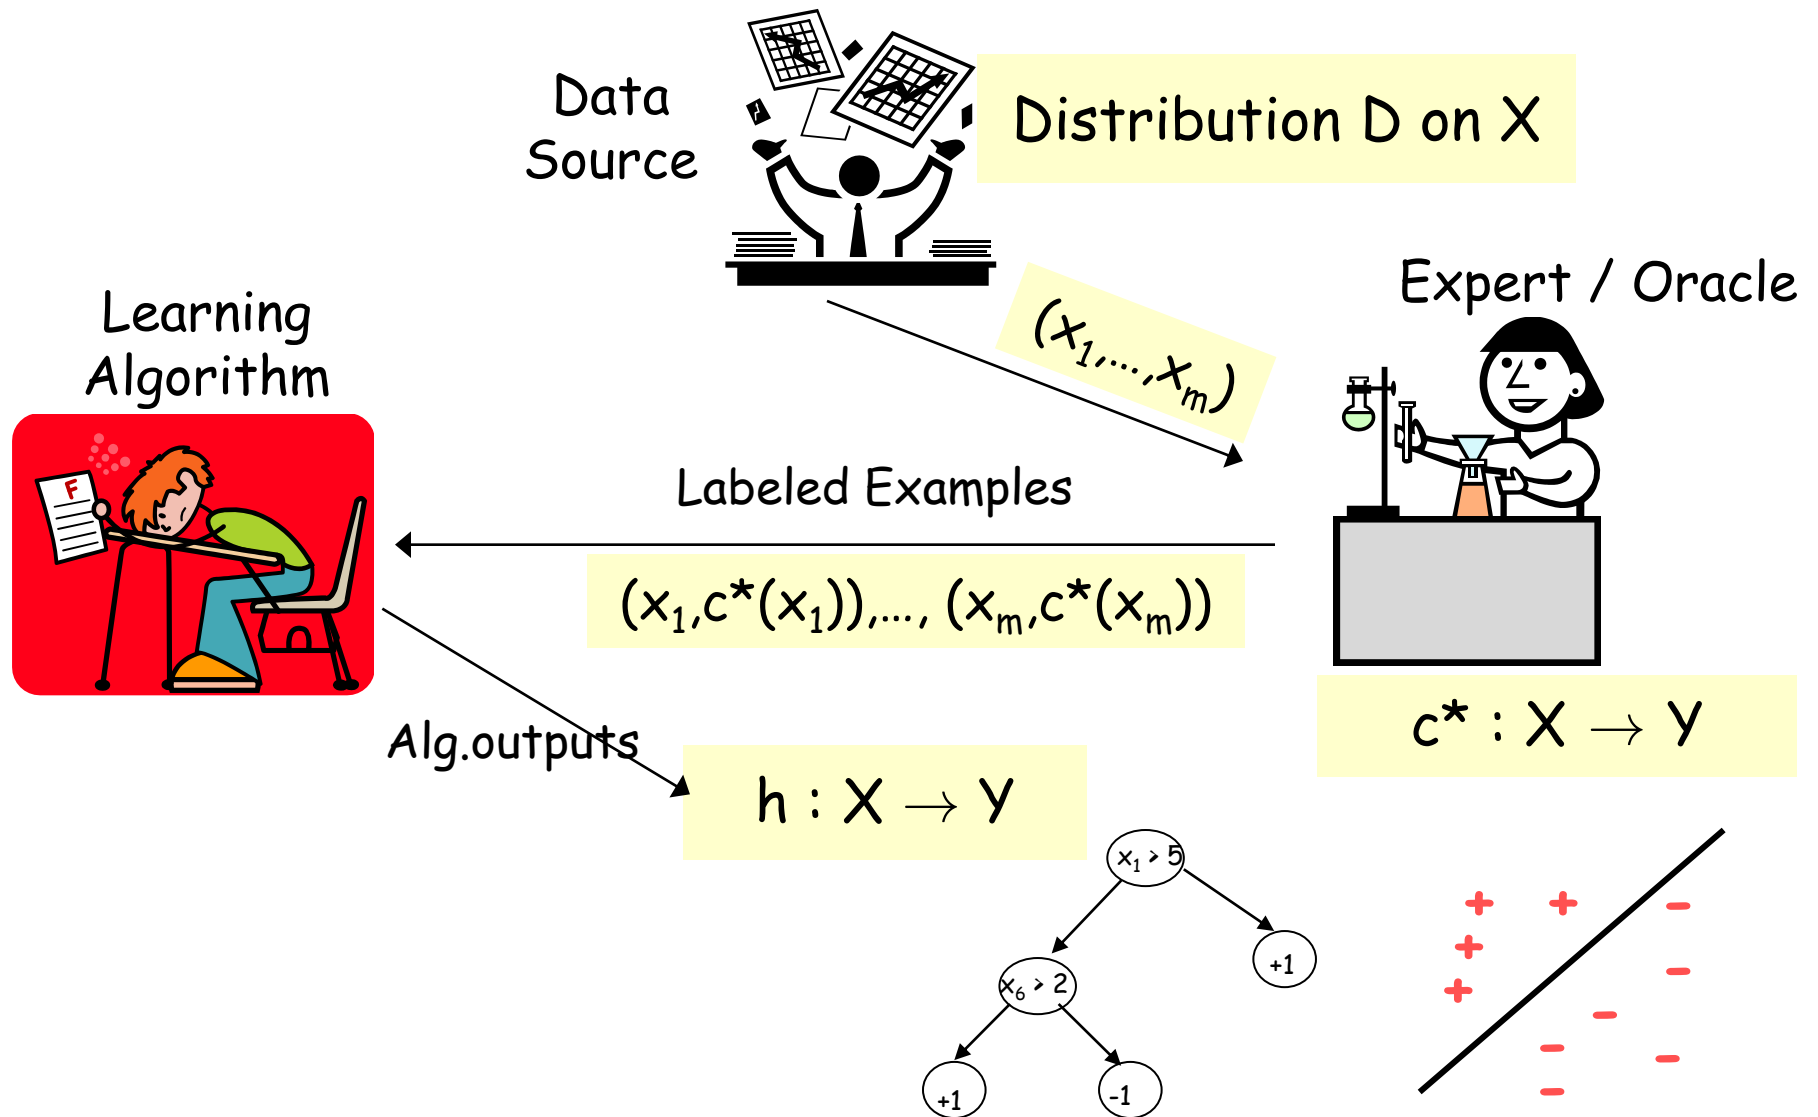 Data
Source
Distribution D on X
Expert / Oracle
Learning
Algorithm
(x₁,...,xₘ)
F
Labeled Examples
(x₁,c*(x₁)),..., (xₘ,c*(xₘ))
c* : X → Y
Alg.outputs
h : X → Y
x₁ > 5
+1
x₆ > 2
+1
-1
+ + -
+
-
+
-
-
-
-